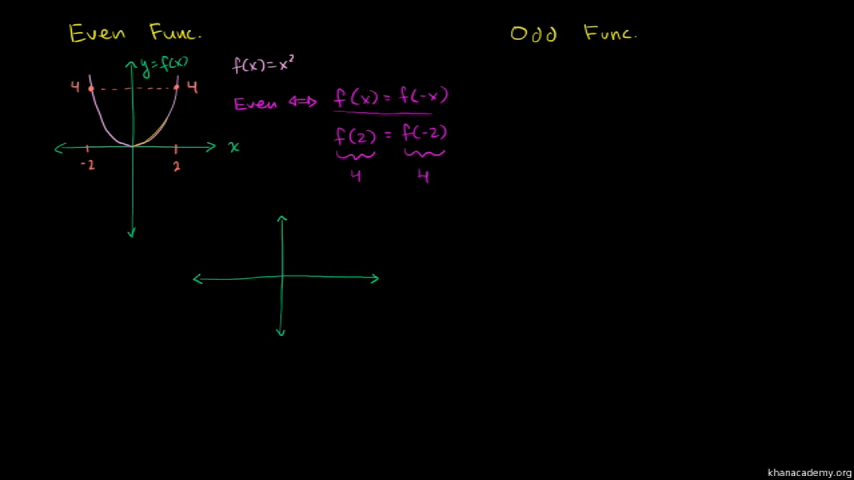 Even Func.
Odd Func.
y=f(x)
f(x)=x²
4
4
Even ⇔ f(x) = f(-x)
f(2) = f(-2)
x
-2
2
4
4
khanacademy.org